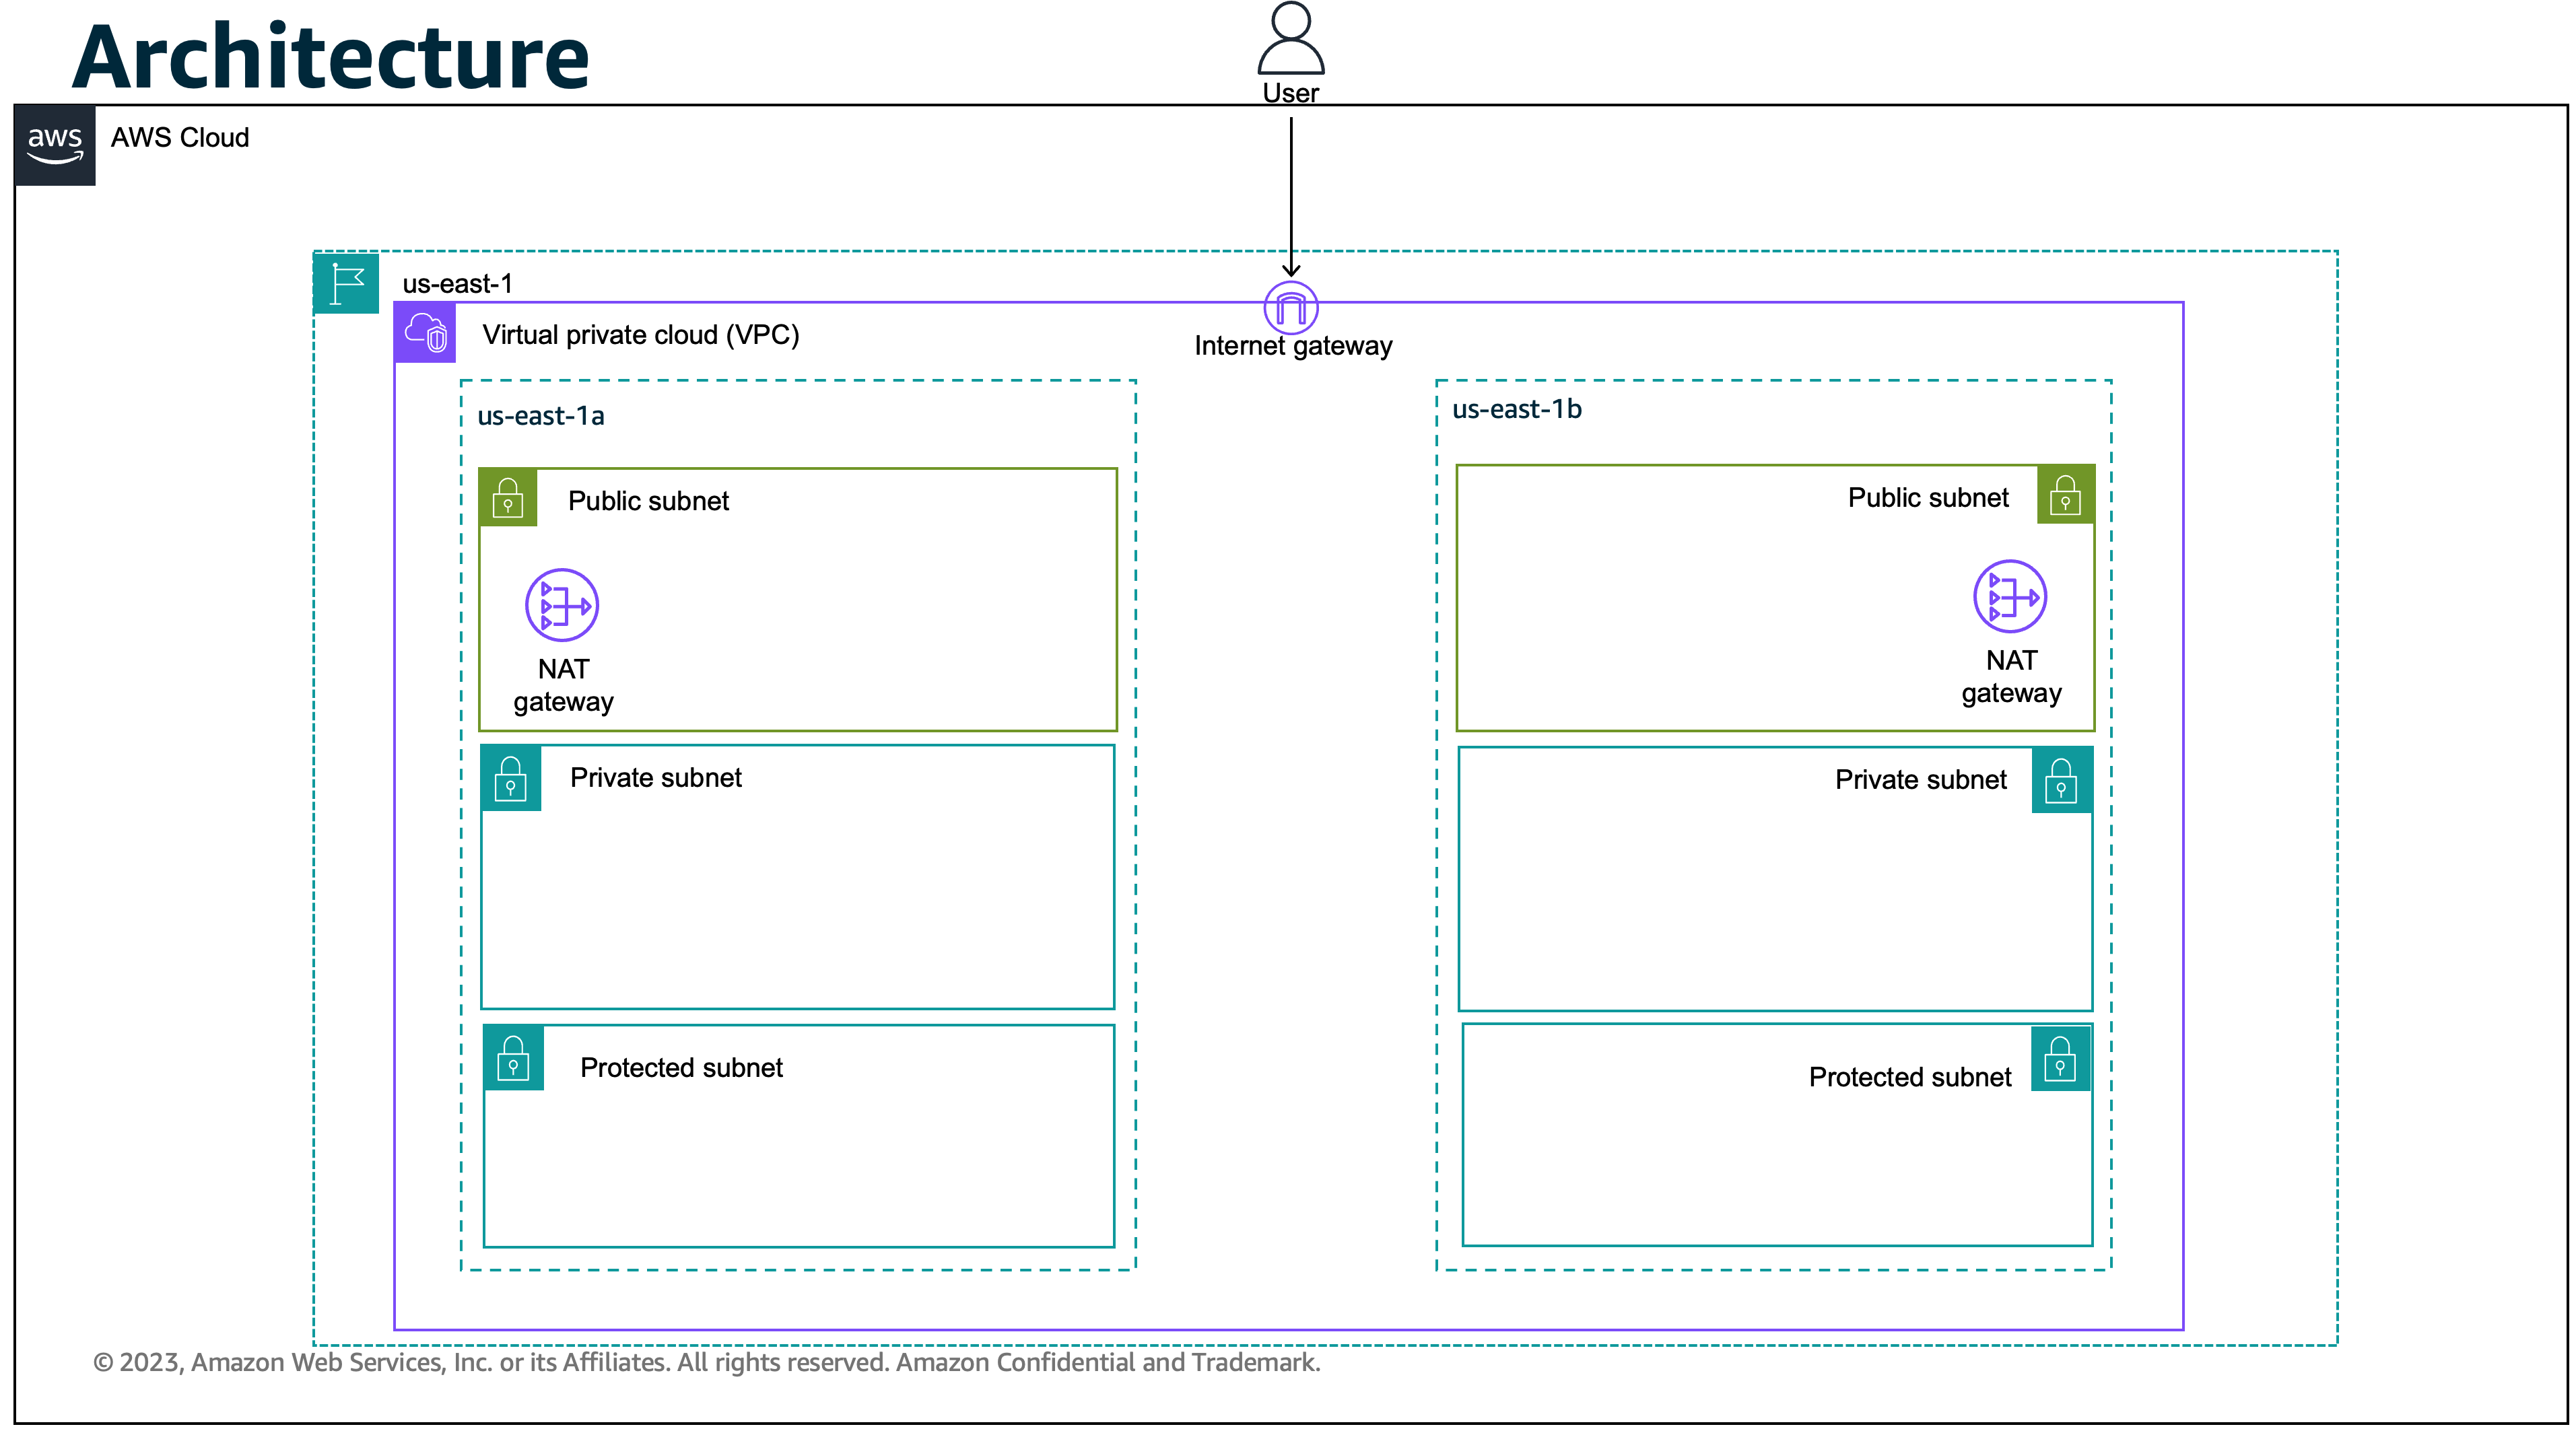 Architecture
User
aws
AWS Cloud
us-east-1
Virtual private cloud (VPC)
Internet gateway
us-east-1a
Public subnet
NAT
gateway
Private subnet
Protected subnet
us-east-1b
Public subnet
NAT
gateway
Private subnet
Protected subnet
© 2023, Amazon Web Services, Inc. or its Affiliates. All rights reserved. Amazon Confidential and Trademark.